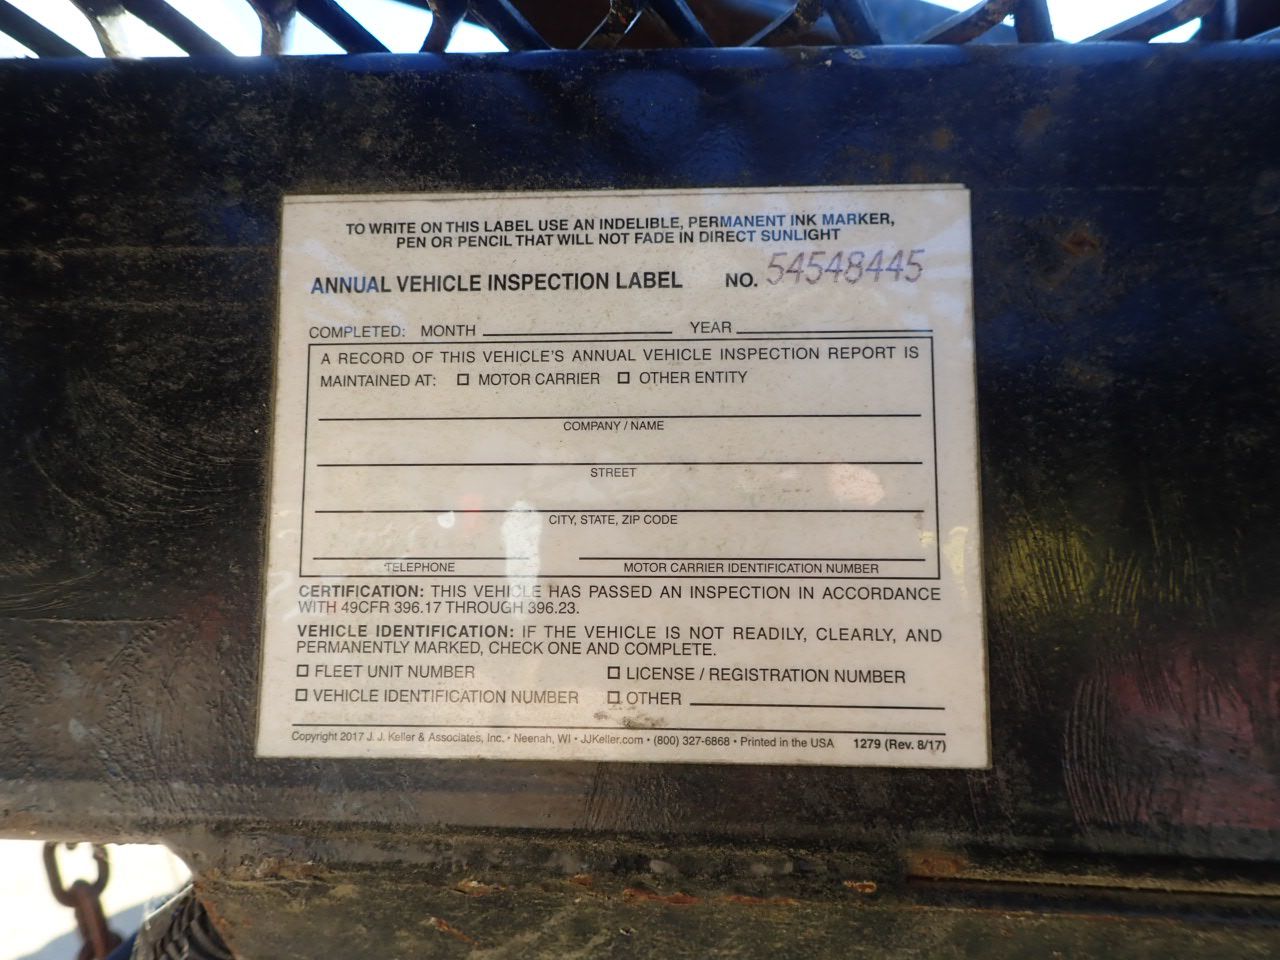 TO WRITE ON THIS LABEL USE AN INDELIBLE, PERMANENT INK MARKER,
PEN OR PENCIL THAT WILL NOT FADE IN DIRECT SUNLIGHT
ANNUAL VEHICLE INSPECTION LABEL NO. 54548445
COMPLETED: MONTH YEAR
A RECORD OF THIS VEHICLE'S ANNUAL VEHICLE INSPECTION REPORT IS
MAINTAINED AT: ☐ MOTOR CARRIER ☐ OTHER ENTITY
COMPANY / NAME
STREET
CITY, STATE, ZIP CODE
TELEPHONE MOTOR CARRIER IDENTIFICATION NUMBER
CERTIFICATION: THIS VEHICLE HAS PASSED AN INSPECTION IN ACCORDANCE
WITH 49CFR 396.17 THROUGH 396.23.
VEHICLE IDENTIFICATION: IF THE VEHICLE IS NOT READILY, CLEARLY, AND
PERMANENTLY MARKED, CHECK ONE AND COMPLETE.
☐ FLEET UNIT NUMBER ☐ LICENSE / REGISTRATION NUMBER
☐ VEHICLE IDENTIFICATION NUMBER ☐ OTHER
Copyright 2017 J. J. Keller & Associates, Inc. • Neenah, WI • JJKeller.com • (800) 327-6868 • Printed in the USA 1279 (Rev. 8/17)